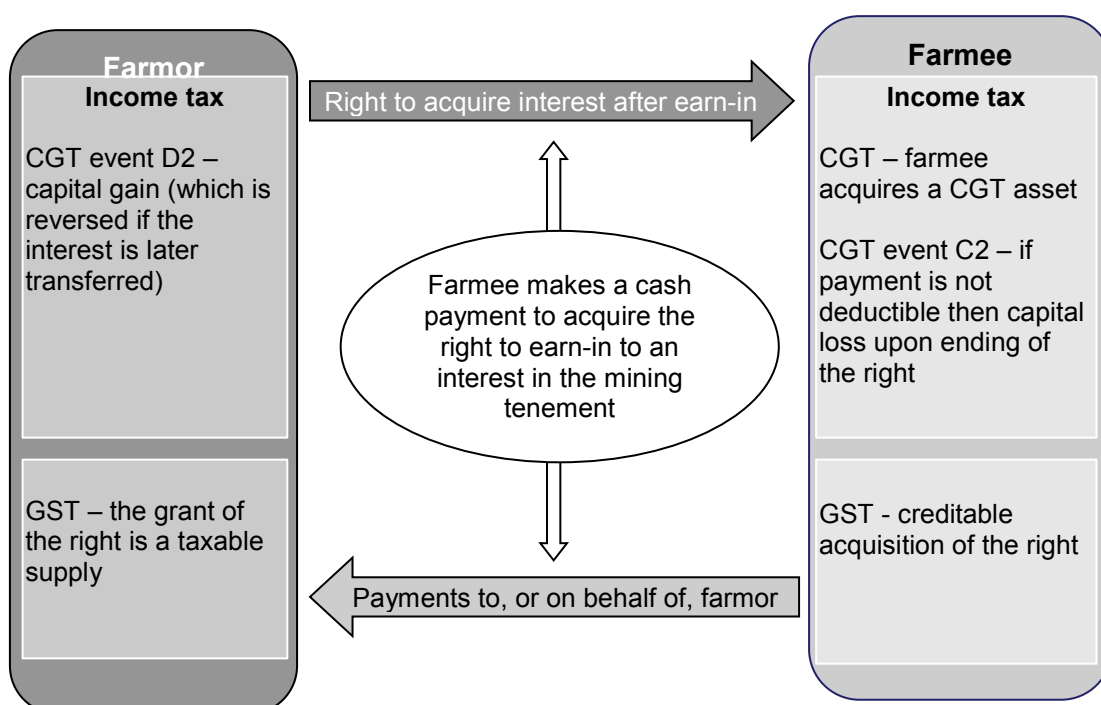 Farmor
Income tax
CGT event D2 –
capital gain (which is
reversed if the
interest is later
transferred)
GST – the grant of
the right is a taxable
supply
Right to acquire interest after earn-in
Farmee makes a cash
payment to acquire the
right to earn-in to an
interest in the mining
tenement
Payments to, or on behalf of, farmor
Farmee
Income tax
CGT – farmee
acquires a CGT asset
CGT event C2 – if
payment is not
deductible then capital
loss upon ending of
the right
GST - creditable
acquisition of the right